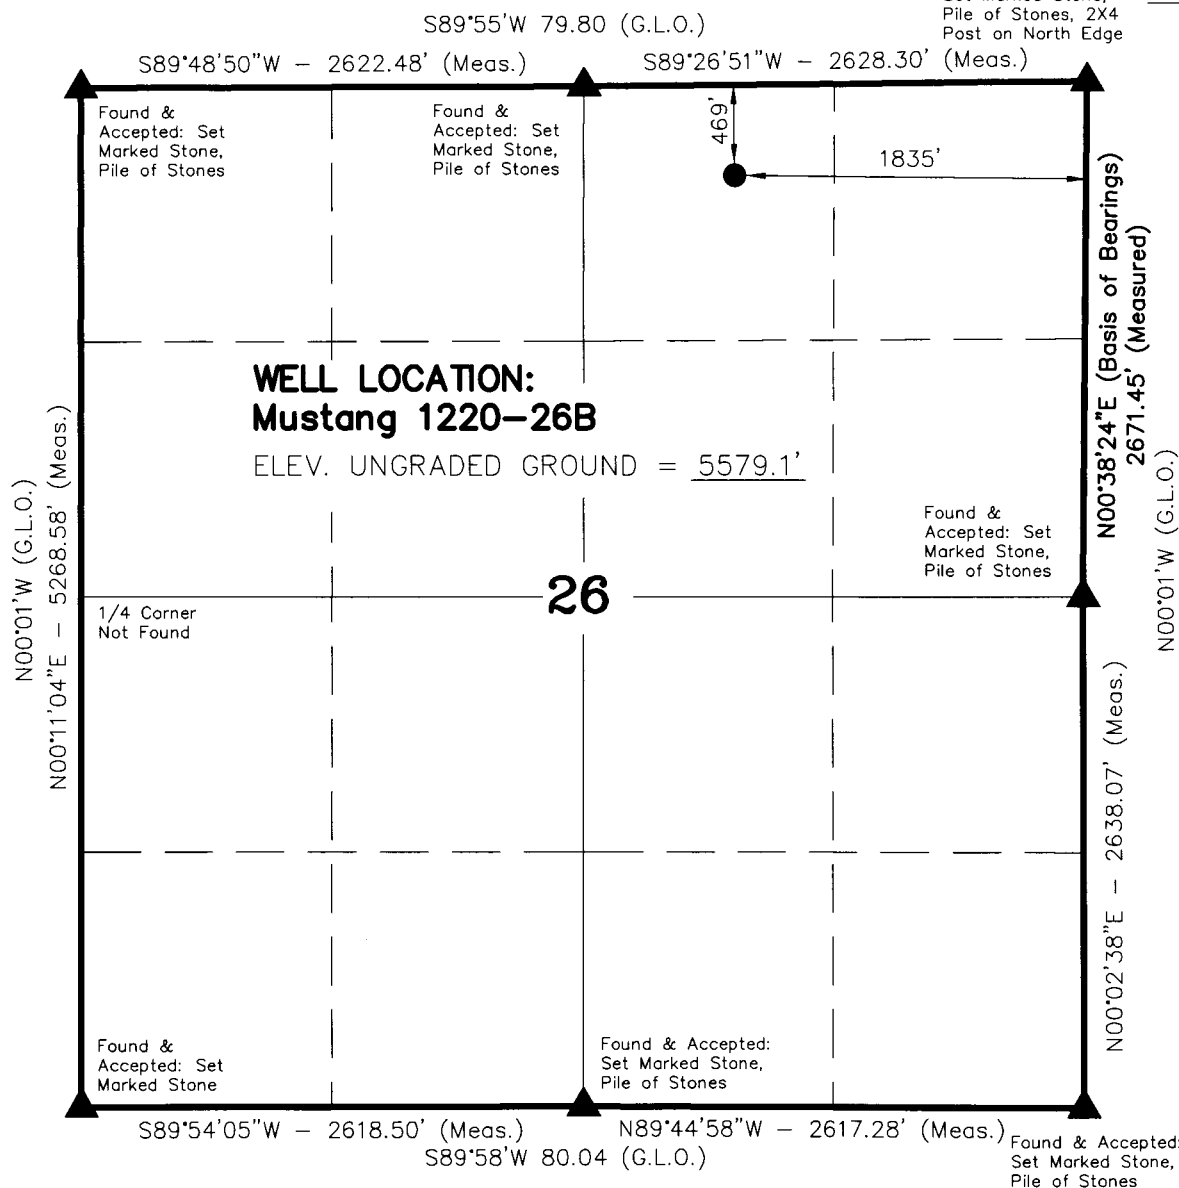 S89°55'W 79.80 (G.L.O.)
Pile of Stones, 2X4
Post on North Edge
S89°48'50"W – 2622.48' (Meas.)
S89°26'51"W – 2628.30' (Meas.)
Found &
Accepted: Set
Marked Stone,
Pile of Stones
Found &
Accepted: Set
Marked Stone,
Pile of Stones
469'
1835'
N00°38'24"E (Basis of Bearings)
2671.45' (Measured)
N00°01'W (G.L.O.)
WELL LOCATION:
Mustang 1220–26B
ELEV. UNGRADED GROUND = 5579.1'
N00°01'W (G.L.O.)
N00°11'04"E – 5268.58' (Meas.)
Found &
Accepted: Set
Marked Stone,
Pile of Stones
26
1/4 Corner
Not Found
N00°02'38"E – 2638.07' (Meas.)
Found &
Accepted: Set
Marked Stone
Found & Accepted:
Set Marked Stone,
Pile of Stones
S89°54'05"W – 2618.50' (Meas.)
N89°44'58"W – 2617.28' (Meas.)
S89°58'W 80.04 (G.L.O.)
Found & Accepted:
Set Marked Stone,
Pile of Stones